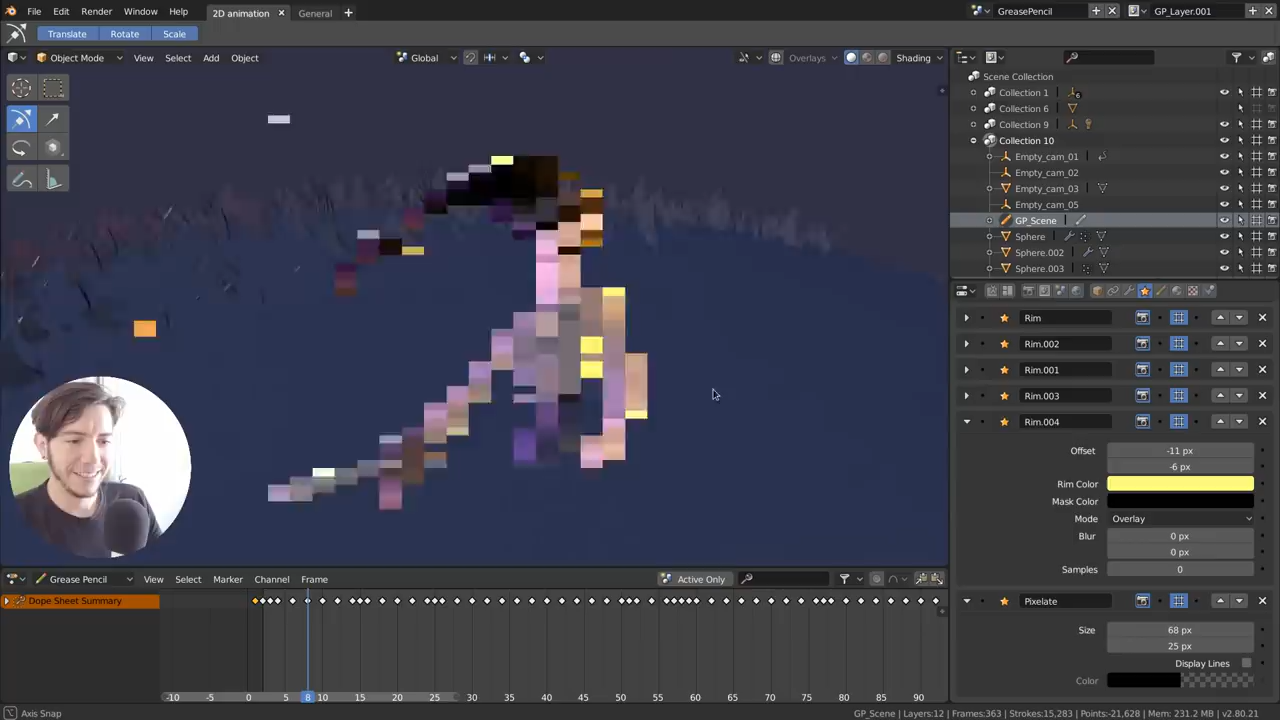 File Edit Render Window Help 2D animation General GreasePencil GP_Layer.001
Translate Rotate Scale
Object Mode View Select Add Object Global Overlays Shading
Scene Collection
Collection 1 6
Collection 6
Collection 9
Collection 10
Empty_cam_01
Empty_cam_02
Empty_cam_03
Empty_cam_05
GP_Scene
Sphere
Sphere.002
Sphere.003
Rim
Rim.002
Rim.001
Rim.003
Rim.004
Offset -11 px
-6 px
Rim Color
Mask Color
Mode Overlay
Blur 0 px
0 px
Samples 0
Pixelate
Size 68 px
25 px
Display Lines
Color
Grease Pencil View Select Marker Channel Frame Active Only
Dope Sheet Summary
-10 -5 0 5 8 10 15 20 25 30 35 40 45 50 55 60 65 70 75 80 85 90
Axis Snap GP_Scene | Layers:12 | Frames:363 | Strokes:15,283 | Points:-21,628 | Mem: 231.2 MB | v2.80.21